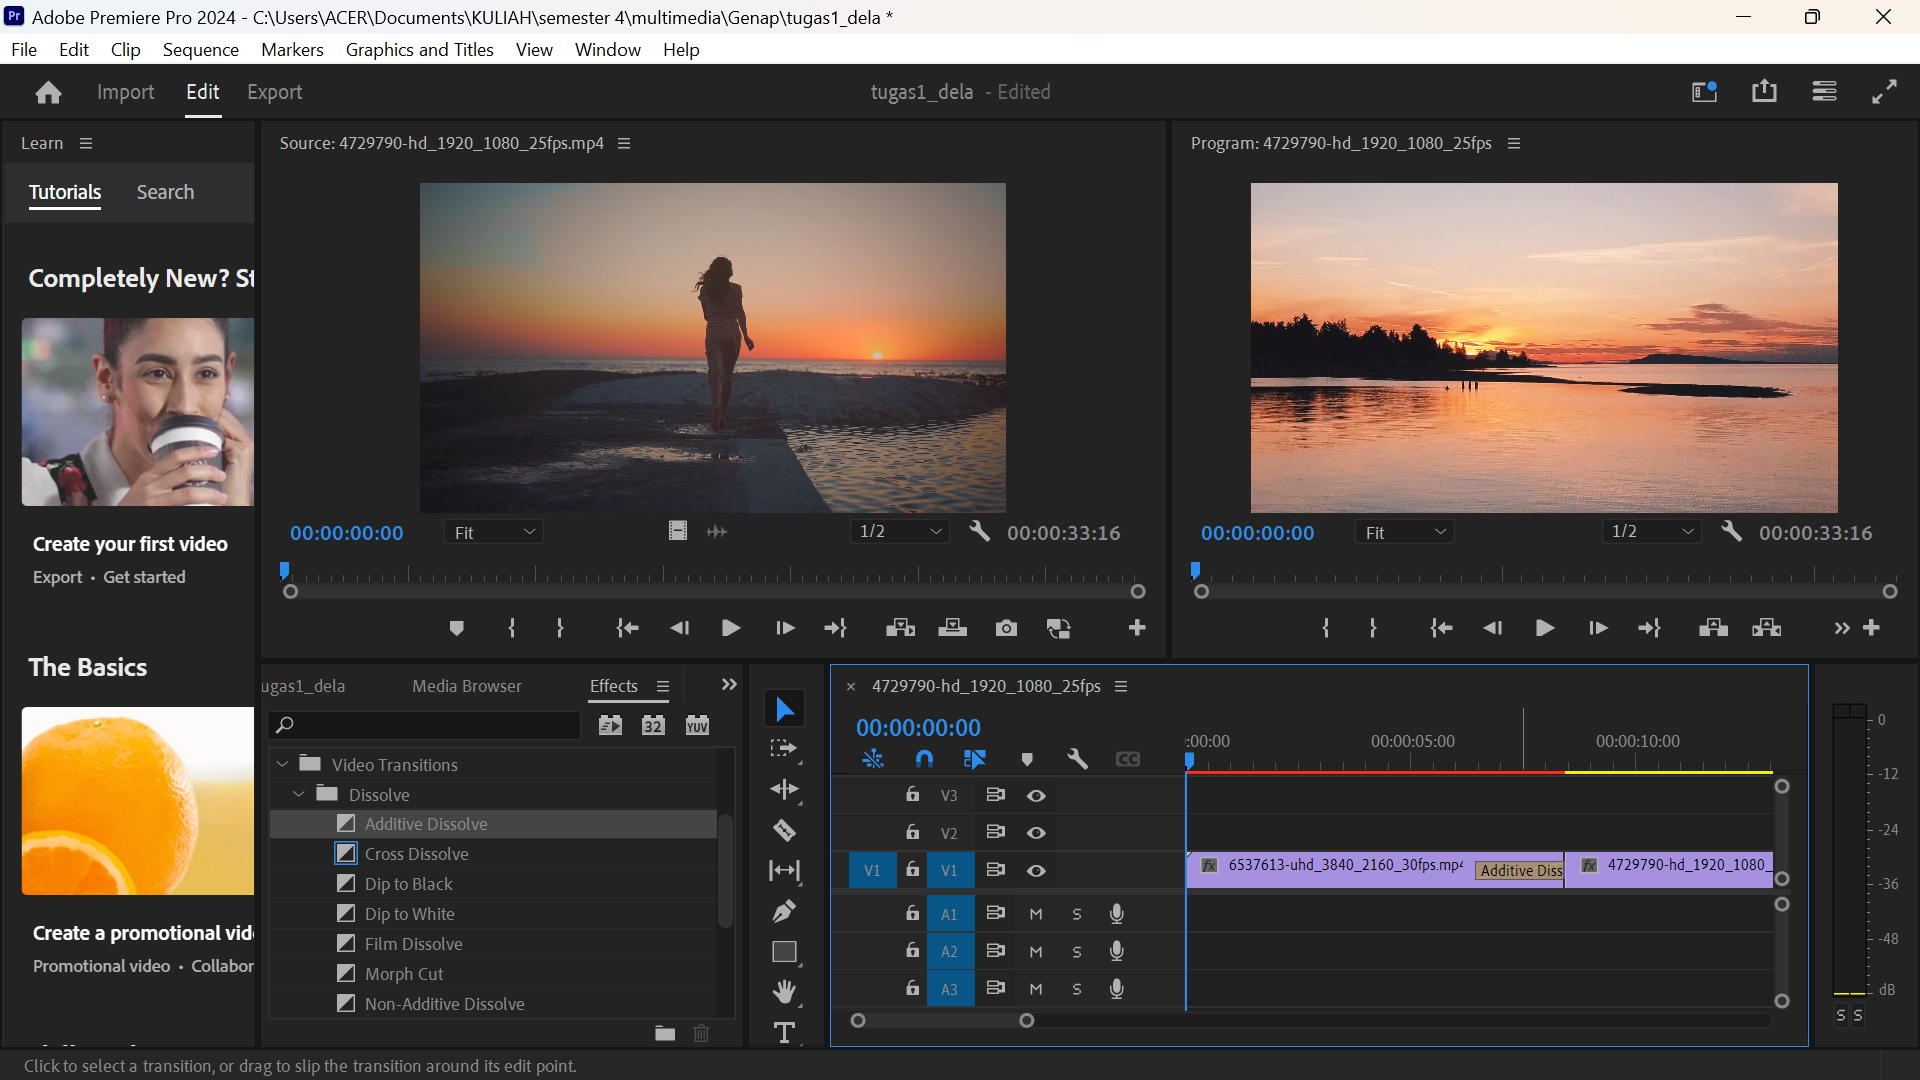 Pr Adobe Premiere Pro 2024 - C:\Users\ACER\Documents\KULIAH\semester 4\multimedia\Genap\tugas1_dela *
File Edit Clip Sequence Markers Graphics and Titles View Window Help
Import Edit Export tugas1_dela - Edited
Learn
Source: 4729790-hd_1920_1080_25fps.mp4
Program: 4729790-hd_1920_1080_25fps
Tutorials Search
Completely New? St
Create your first video
Export • Get started
The Basics
Create a promotional vid
Promotional video • Collabor
00:00:00:00 Fit 1/2 00:00:33:16
00:00:00:00 Fit 1/2 00:00:33:16
ugas1_dela Media Browser Effects
32 YUV
Video Transitions
Dissolve
Additive Dissolve
Cross Dissolve
Dip to Black
Dip to White
Film Dissolve
Morph Cut
Non-Additive Dissolve
× 4729790-hd_1920_1080_25fps
00:00:00:00
:00:00 00:00:05:00 00:00:10:00
CC
V3
V2
V1 V1 fx 6537613-uhd_3840_2160_30fps.mp4 Additive Diss fx 4729790-hd_1920_1080_
A1 M S
A2 M S
A3 M S
0
-12
-24
-36
-48
dB
S S
Click to select a transition, or drag to slip the transition around its edit point.